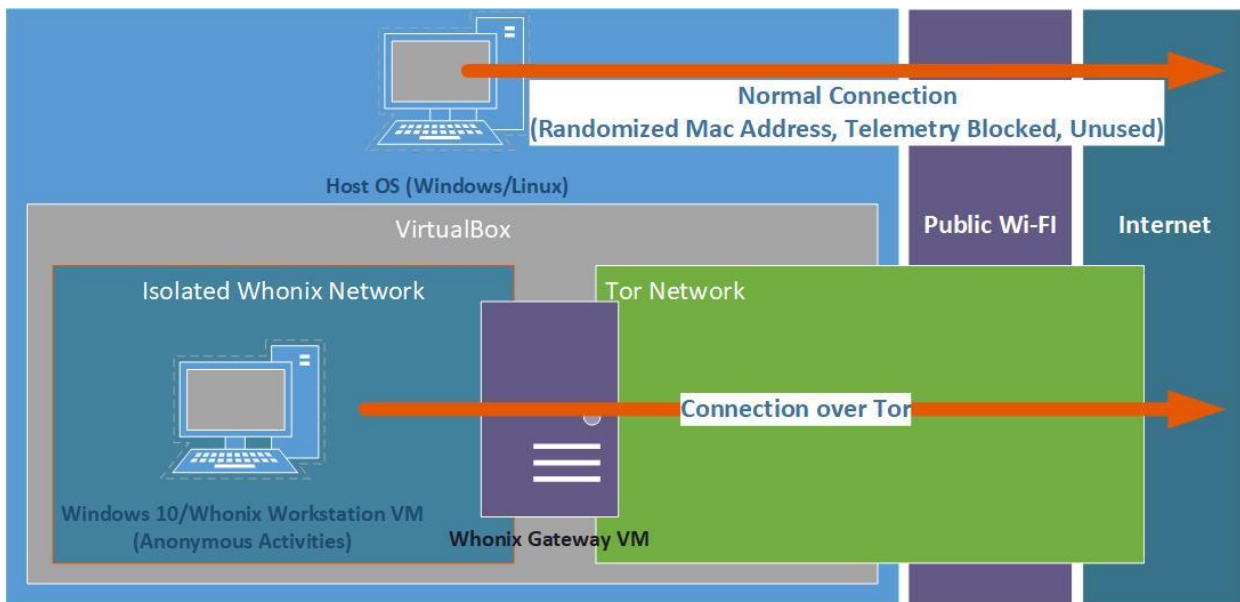 Normal Connection
(Randomized Mac Address, Telemetry Blocked, Unused)
Host OS (Windows/Linux)
VirtualBox
Public Wi-FI
Internet
Isolated Whonix Network
Tor Network
Connection over Tor
Windows 10/Whonix Workstation VM
(Anonymous Activities)
Whonix Gateway VM